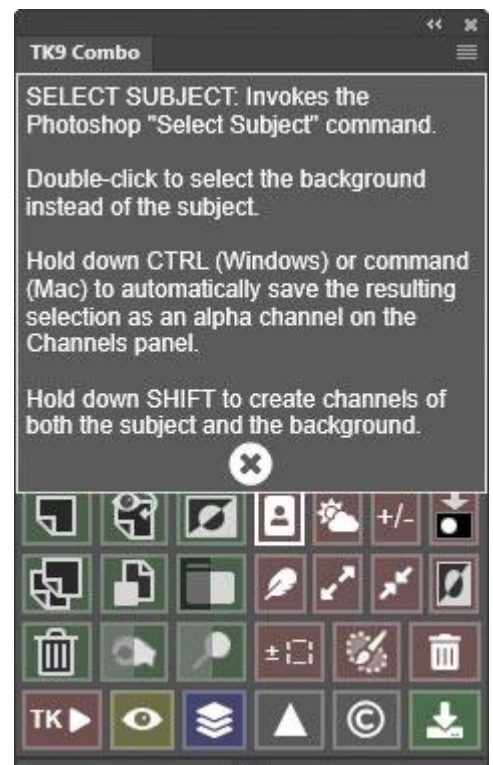 TK9 Combo
SELECT SUBJECT: Invokes the
Photoshop "Select Subject" command.
Double-click to select the background
instead of the subject.
Hold down CTRL (Windows) or command
(Mac) to automatically save the resulting
selection as an alpha channel on the
Channels panel.
Hold down SHIFT to create channels of
both the subject and the background.
+/-
TK
©